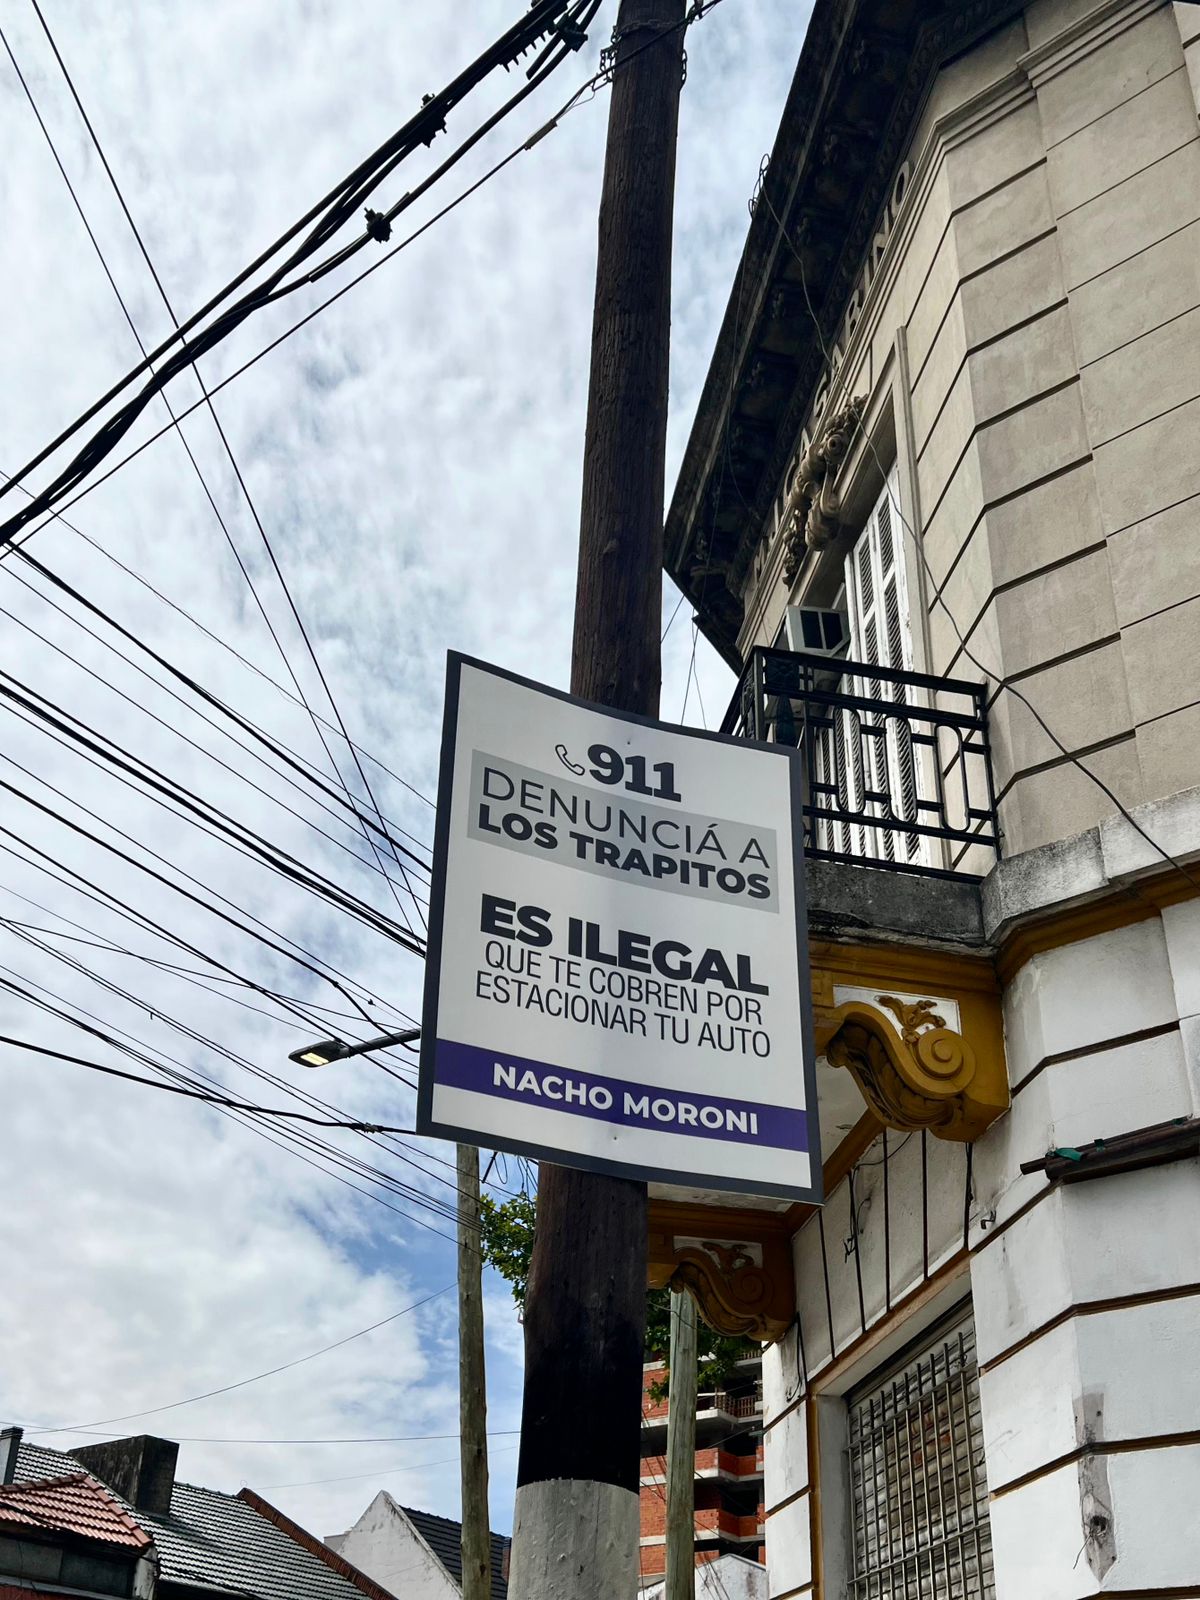 911
DENUNCIÁ A
LOS TRAPITOS
ES ILEGAL
QUE TE COBREN POR
ESTACIONAR TU AUTO
NACHO MORONI